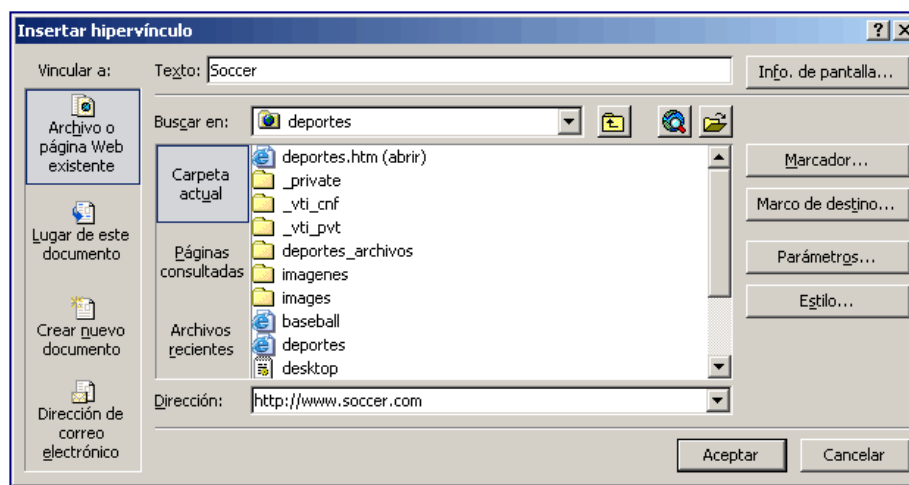 Insertar hipervínculo
Vincular a:
Texto: Soccer
Info. de pantalla...
Archivo o
página Web
existente
Lugar de este
documento
Crear nuevo
documento
Dirección de
correo
electrónico
Buscar en: deportes
Carpeta
actual
Páginas
consultadas
Archivos
recientes
deportes.htm (abrir)
_private
_vti_cnf
_vti_pvt
deportes_archivos
imagenes
images
baseball
deportes
desktop
Marcador...
Marco de destino...
Parámetros...
Estilo...
Dirección: http://www.soccer.com
Aceptar
Cancelar